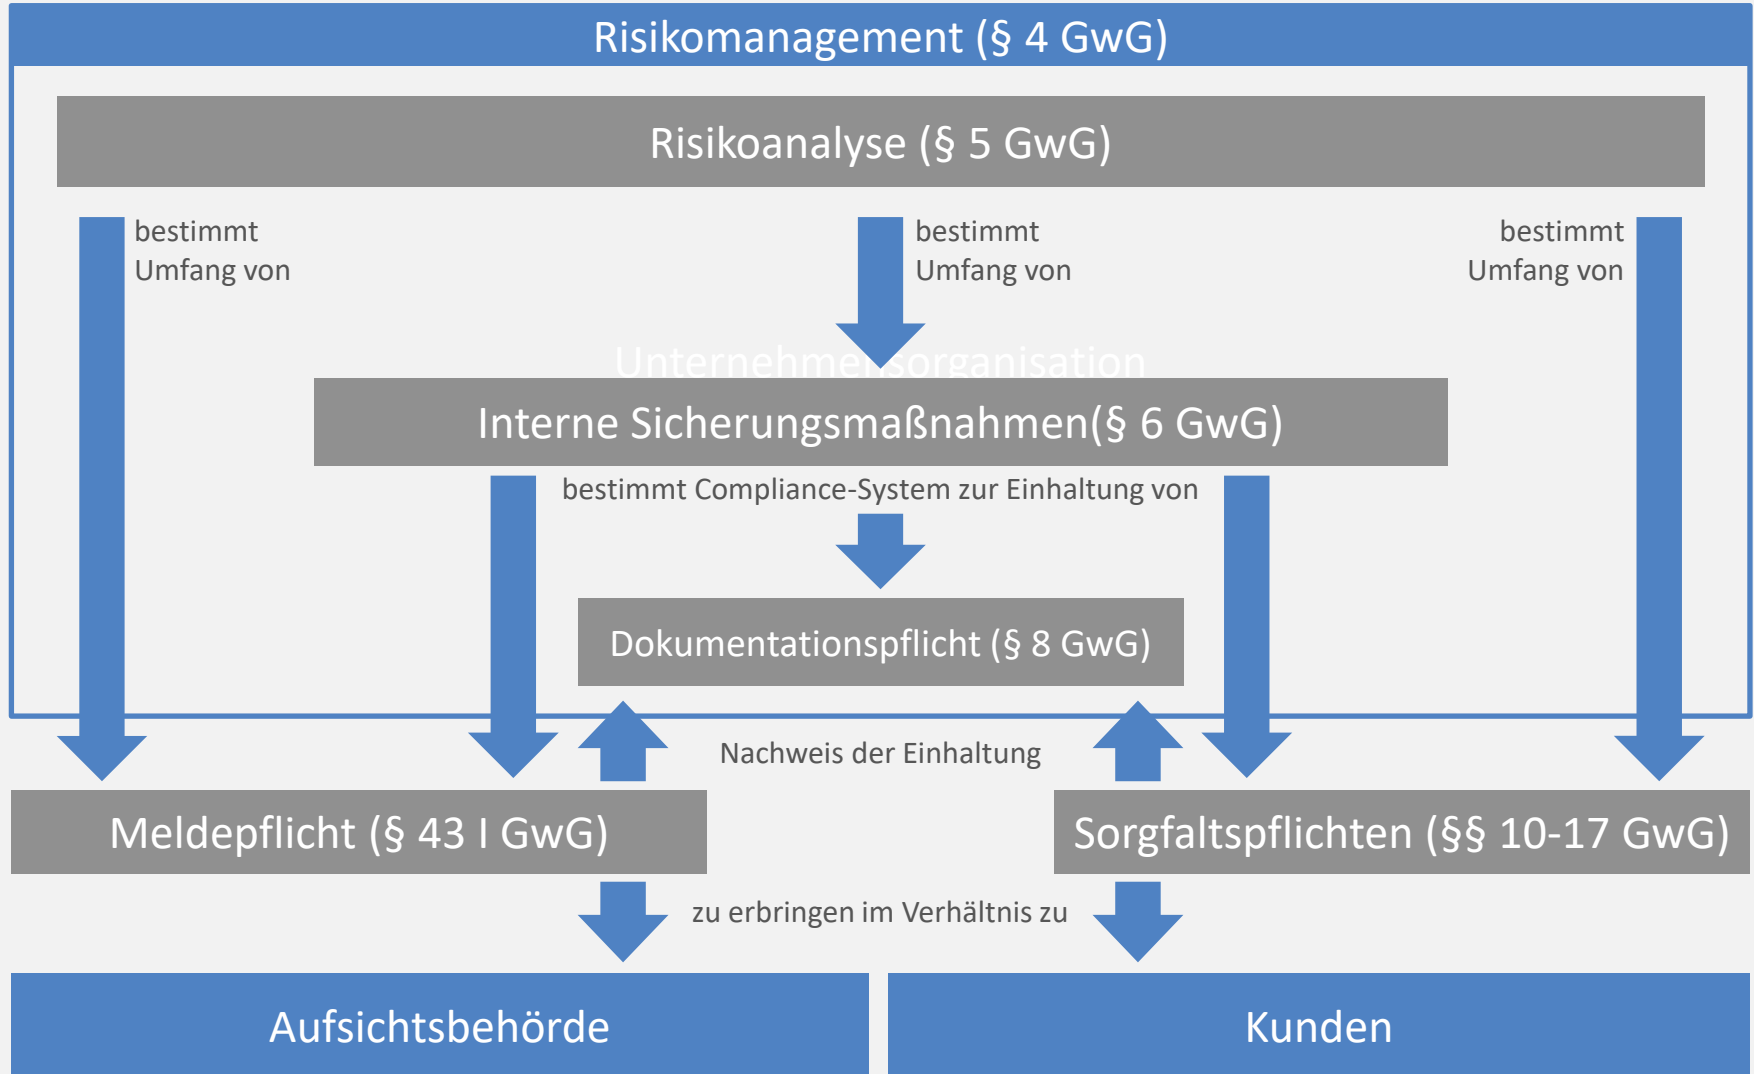 Risikomanagement (§ 4 GwG)
Risikoanalyse (§ 5 GwG)
bestimmt
Umfang von
bestimmt
Umfang von
bestimmt
Umfang von
Unternehmensorganisation
Interne Sicherungsmaßnahmen(§ 6 GwG)
bestimmt Compliance-System zur Einhaltung von
Dokumentationspflicht (§ 8 GwG)
Nachweis der Einhaltung
Meldepflicht (§ 43 I GwG)
Sorgfaltspflichten (§§ 10-17 GwG)
zu erbringen im Verhältnis zu
Aufsichtsbehörde
Kunden